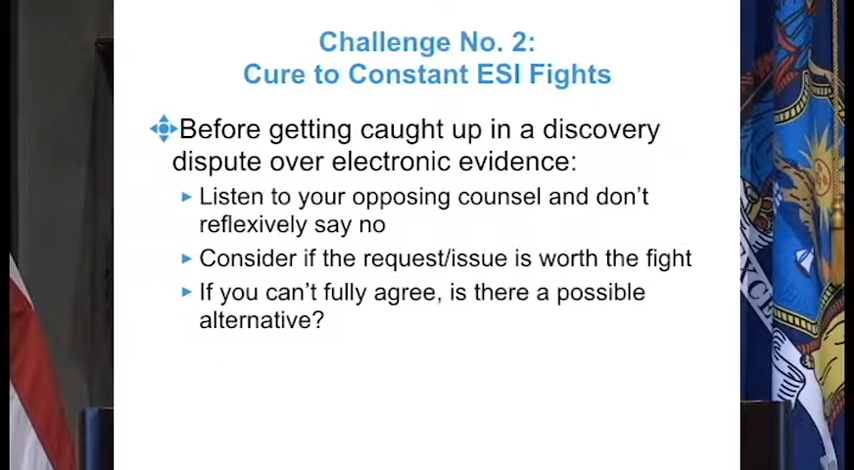 Challenge No. 2:
Cure to Constant ESI Fights
Before getting caught up in a discovery
dispute over electronic evidence:
Listen to your opposing counsel and don't
reflexively say no
Consider if the request/issue is worth the fight
If you can't fully agree, is there a possible
alternative?
EXCE